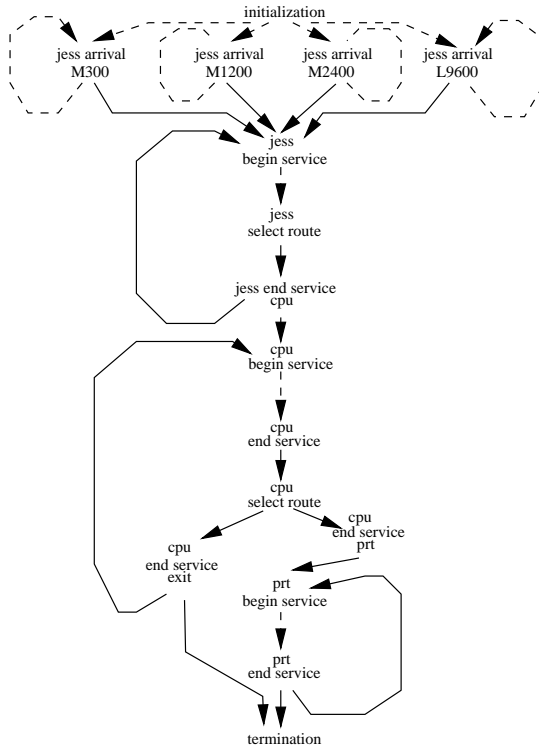 initialization
jess arrival
M300
jess arrival
M1200
jess arrival
M2400
jess arrival
L9600
jess
begin service
jess
select route
jess end service
cpu
cpu
begin service
cpu
end service
cpu
select route
cpu
end service
prt
cpu
end service
exit
prt
begin service
prt
end service
termination